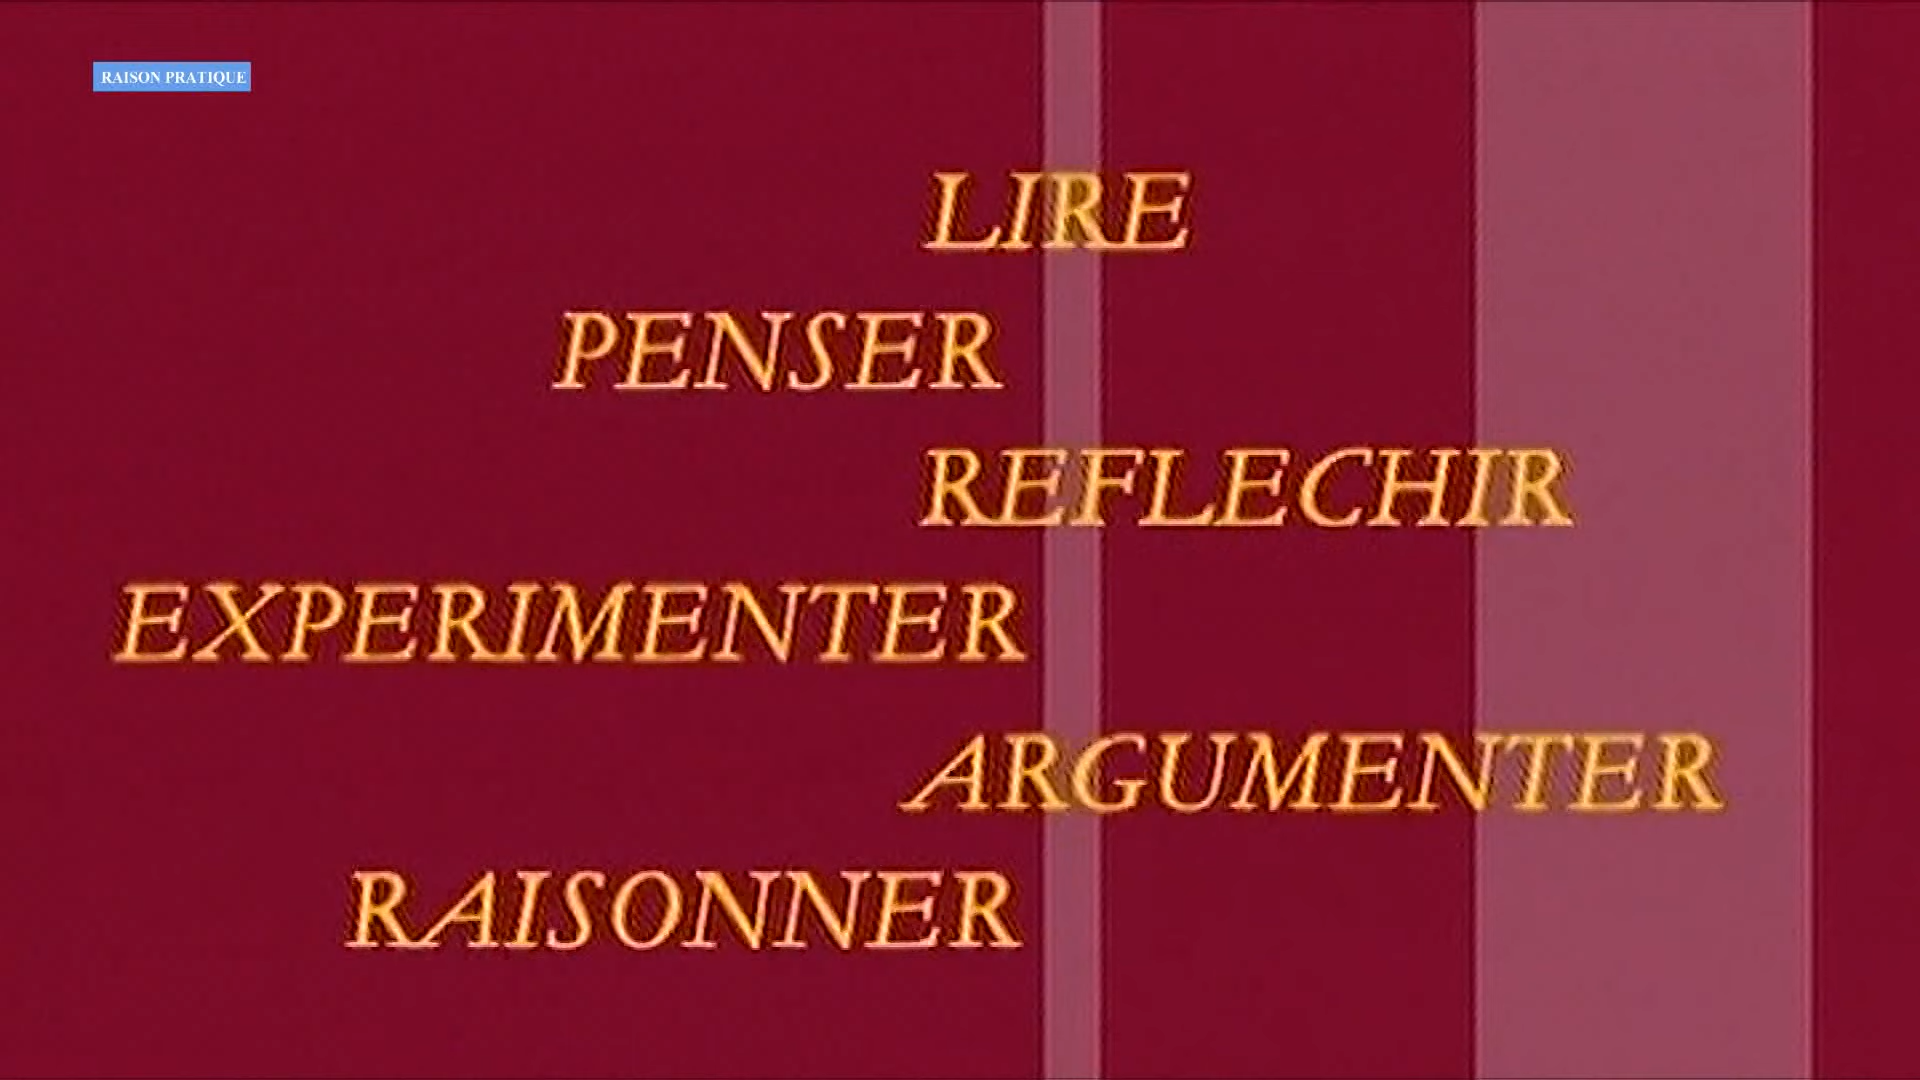 RAISON PRATIQUE
LIRE
PENSER
REFLECHIR
EXPERIMENTER
ARGUMENTER
RAISONNER